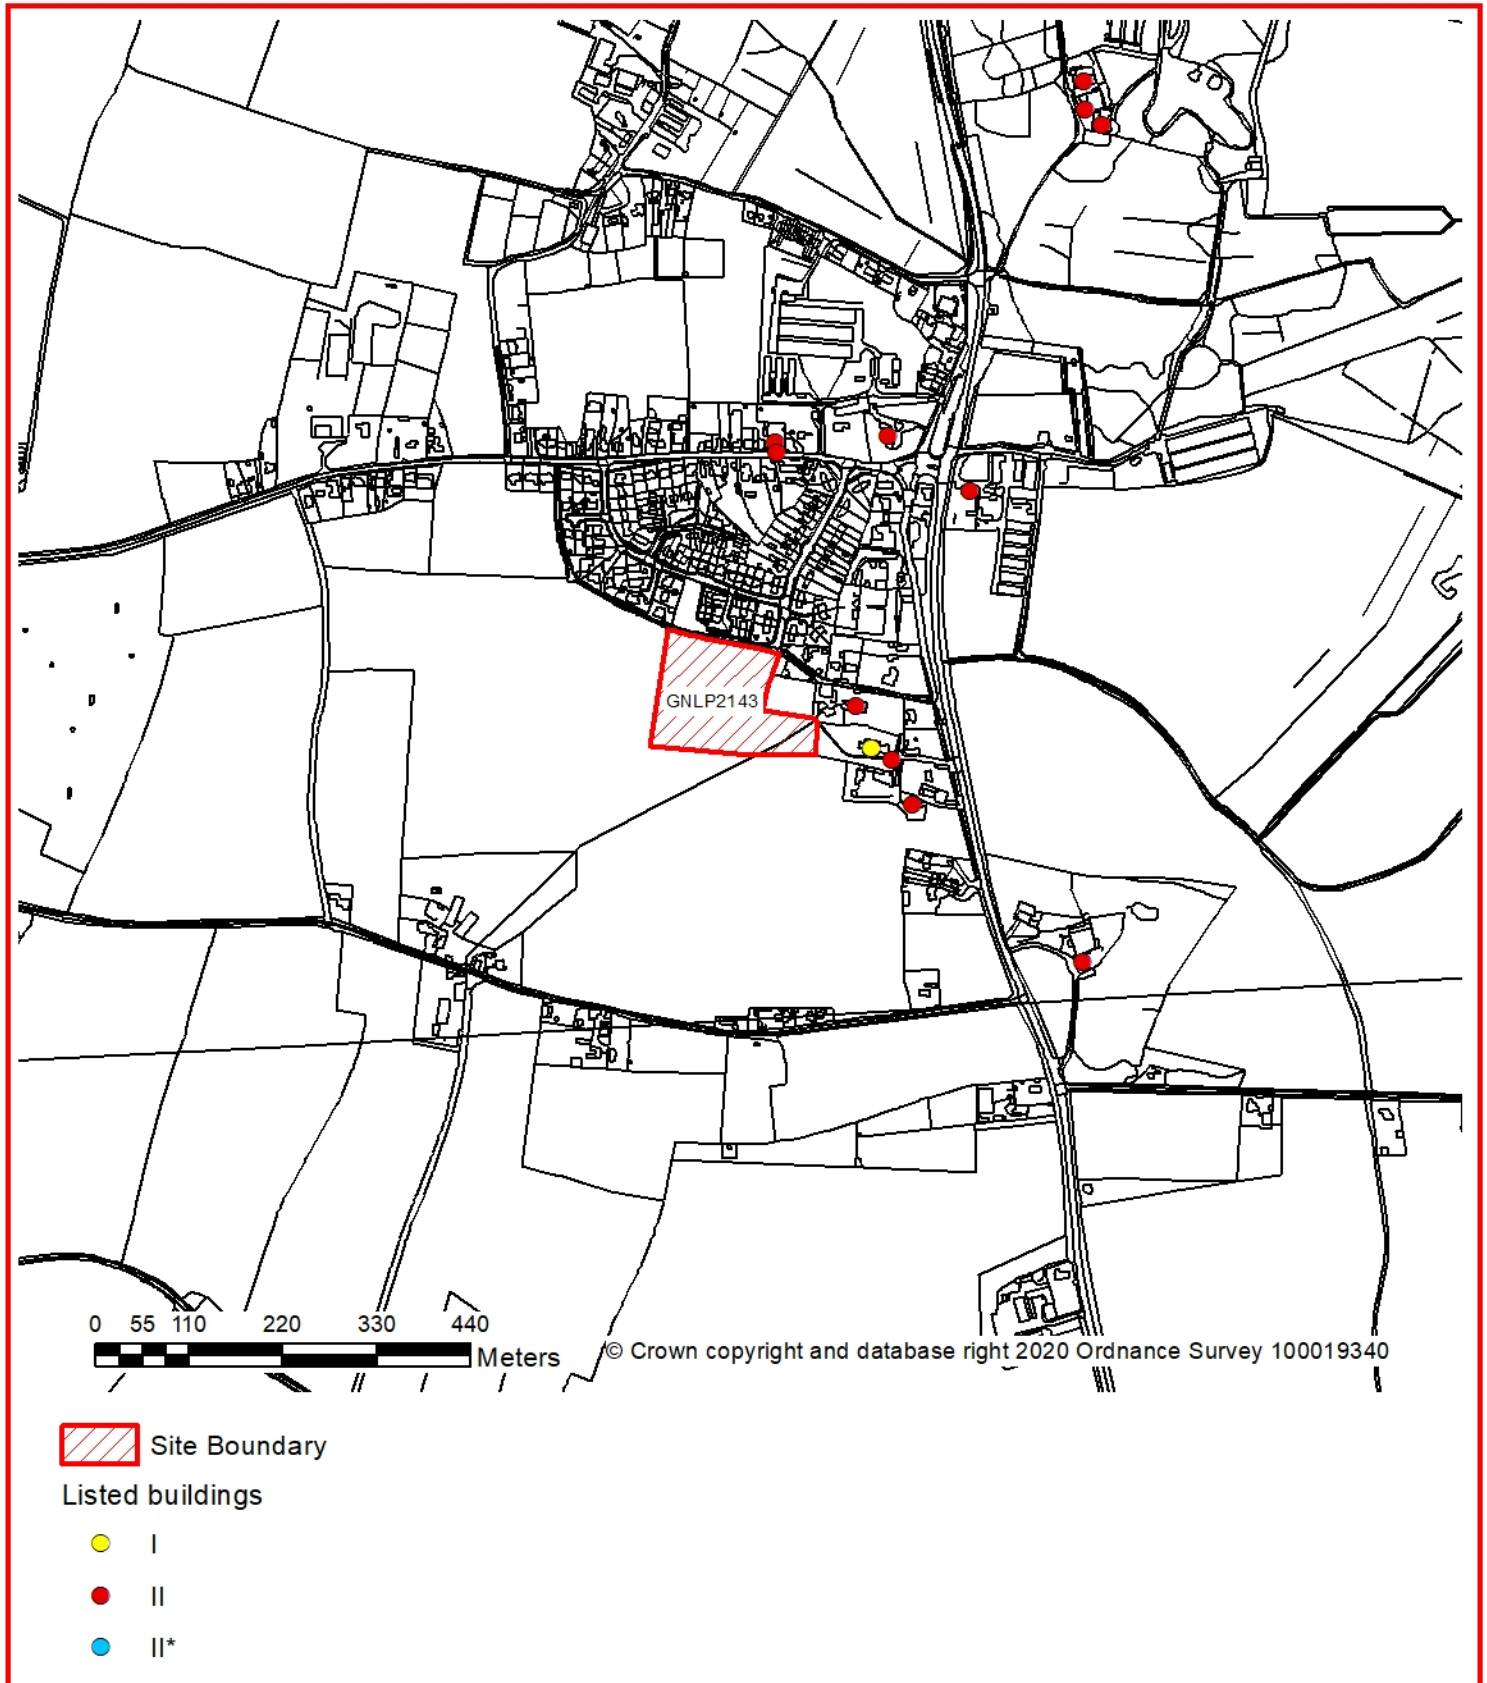 GNLP2143
0 55 110 220 330 440
Meters
© Crown copyright and database right 2020 Ordnance Survey 100019340
Site Boundary
Listed buildings
I
II
II*